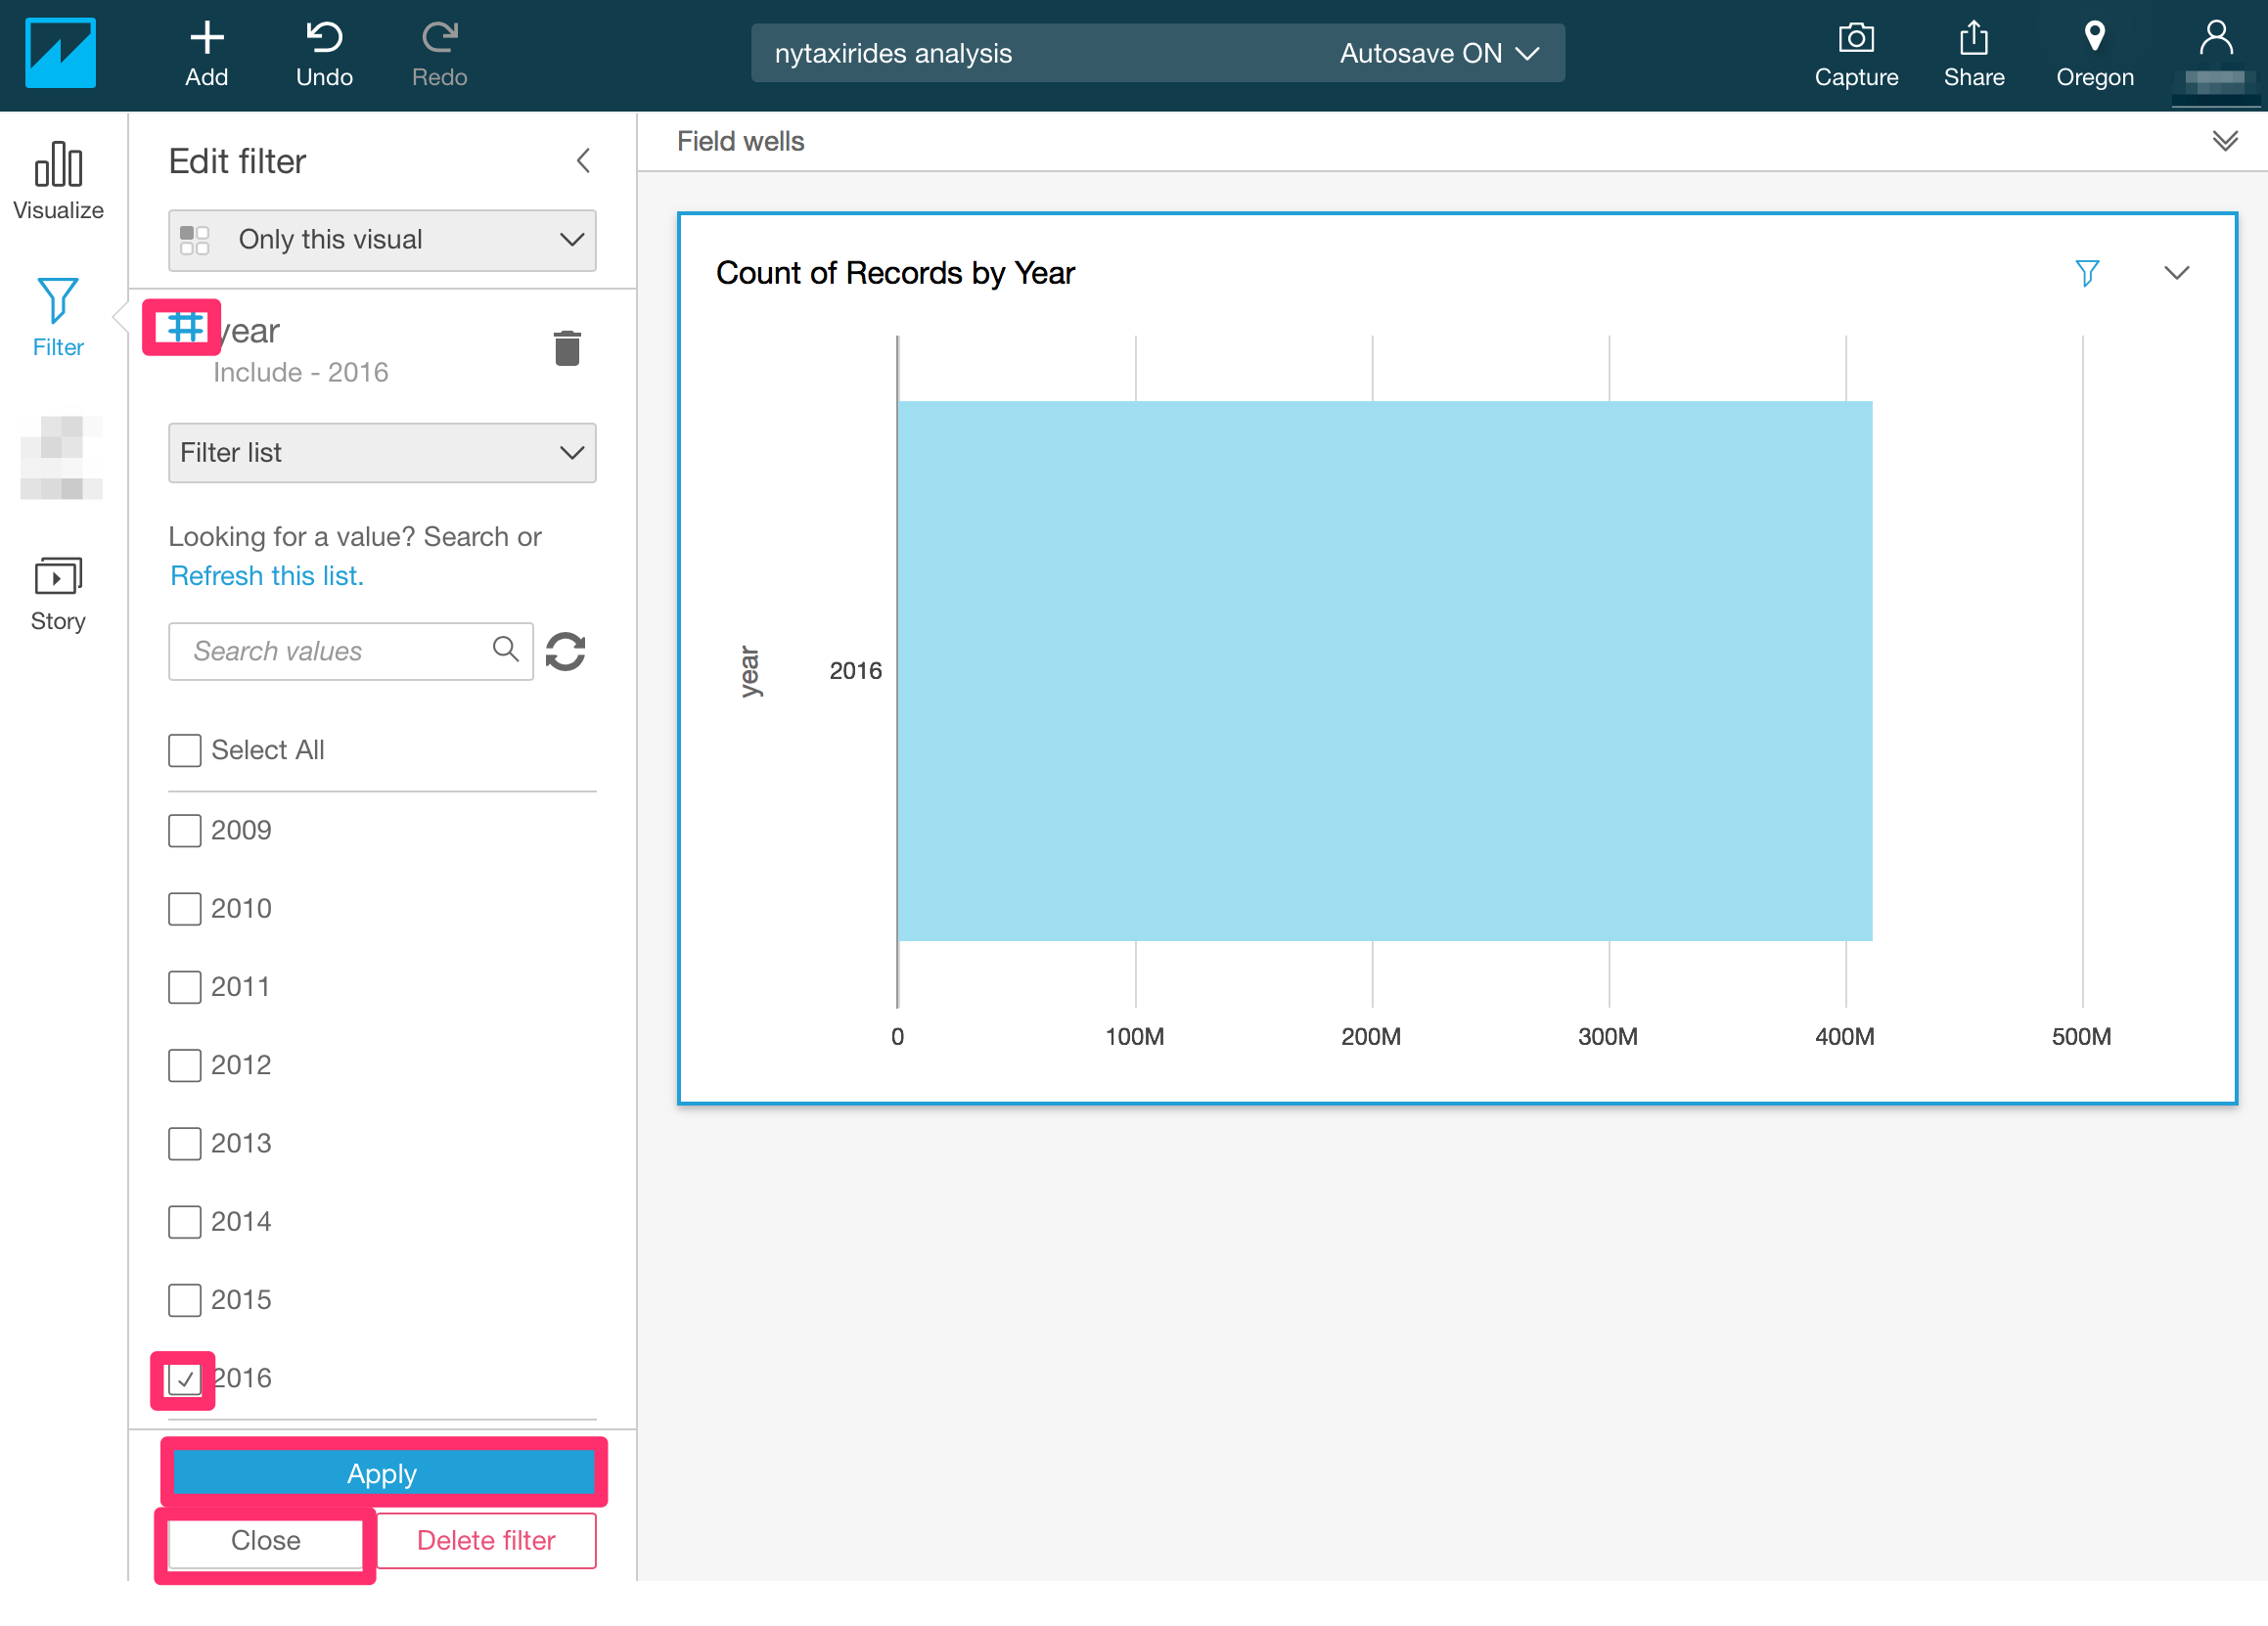 Add
Undo
Redo
nytaxirides analysis
Autosave ON
Capture
Share
Oregon
Visualize
Filter
Story
Edit filter
Only this visual
year
Include - 2016
Filter list
Looking for a value? Search or
Refresh this list.
Search values
Select All
2009
2010
2011
2012
2013
2014
2015
2016
Apply
Close
Delete filter
Field wells
Count of Records by Year
year
2016
0
100M
200M
300M
400M
500M